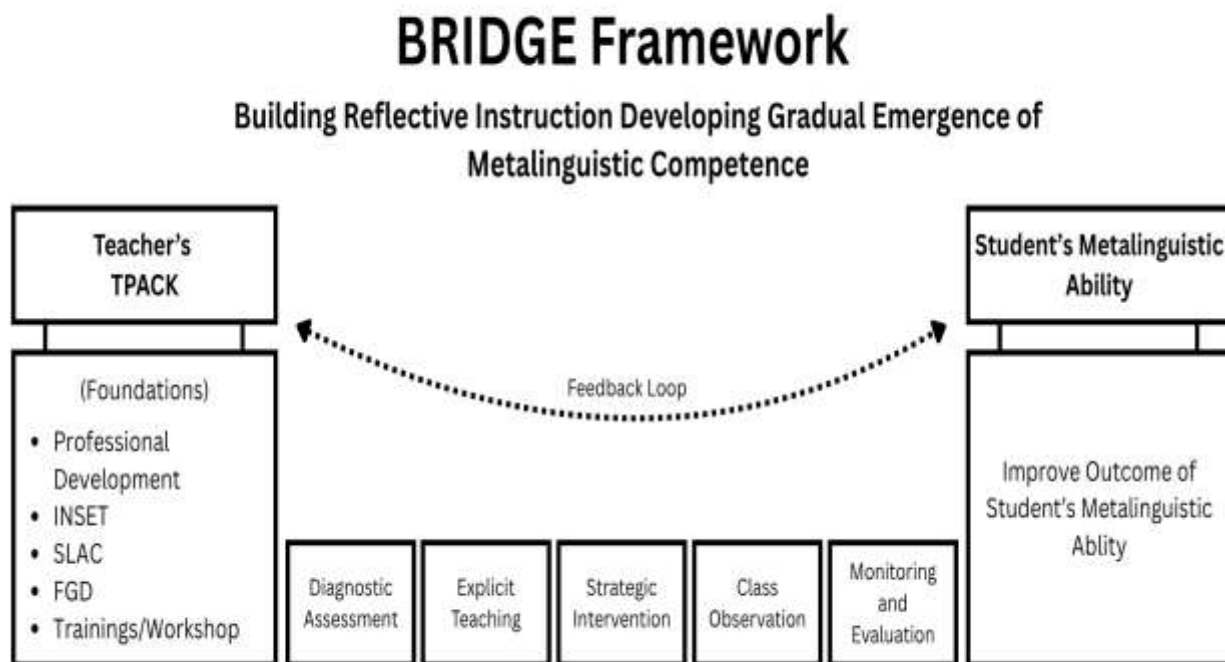 BRIDGE Framework
Building Reflective Instruction Developing Gradual Emergence of
Metalinguistic Competence
Teacher's
TPACK
(Foundations)
• Professional
Development
• INSET
• SLAC
• FGD
• Trainings/Workshop
Feedback Loop
Diagnostic
Assessment
Explicit
Teaching
Strategic
Intervention
Class
Observation
Monitoring
and
Evaluation
Student's Metalinguistic
Ability
Improve Outcome of
Student's Metalinguistic
Ablity